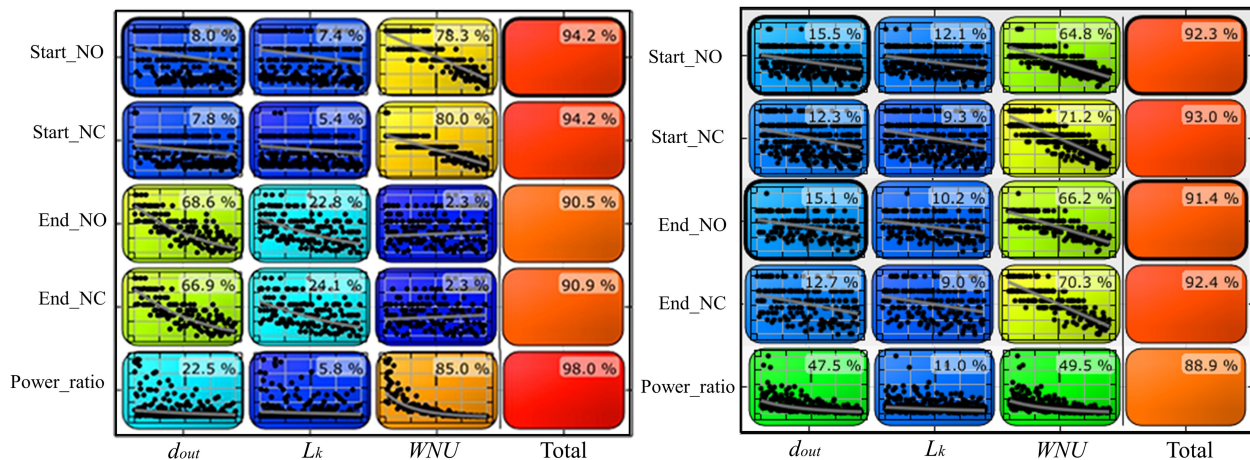 Start_NO 8.0 % 7.4 % 78.3 % 94.2 %
Start_NC 7.8 % 5.4 % 80.0 % 94.2 %
End_NO 68.6 % 22.8 % 2.3 % 90.5 %
End_NC 66.9 % 24.1 % 2.3 % 90.9 %
Power_ratio 22.5 % 5.8 % 85.0 % 98.0 %
dout Lk WNU Total
Start_NO 15.5 % 12.1 % 64.8 % 92.3 %
Start_NC 12.3 % 9.3 % 71.2 % 93.0 %
End_NO 15.1 % 10.2 % 66.2 % 91.4 %
End_NC 12.7 % 9.0 % 70.3 % 92.4 %
Power_ratio 47.5 % 11.0 % 49.5 % 88.9 %
dout Lk WNU Total